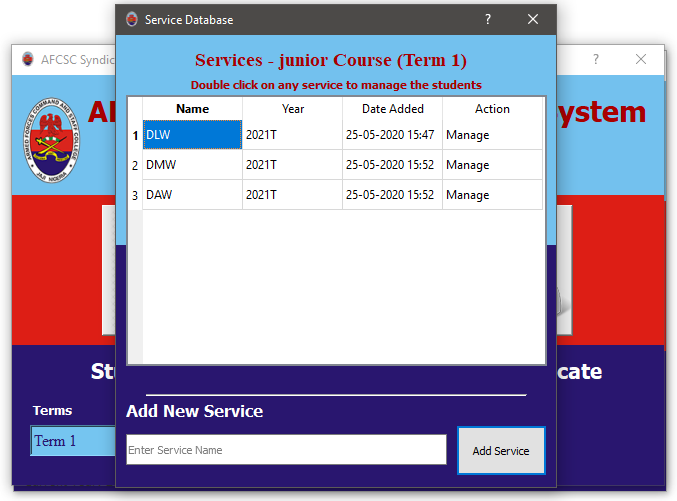 Service Database
AFCSC Syndic
Services - junior Course (Term 1)
Double click on any service to manage the students
ystem
ARMED FORCES COMMAND AND STAFF COLLEGE
JAJI NIGERIA
Name Year Date Added Action
1 DLW 2021T 25-05-2020 15:47 Manage
2 DMW 2021T 25-05-2020 15:52 Manage
3 DAW 2021T 25-05-2020 15:52 Manage
St
cate
Terms
Term 1
Add New Service
Enter Service Name
Add Service